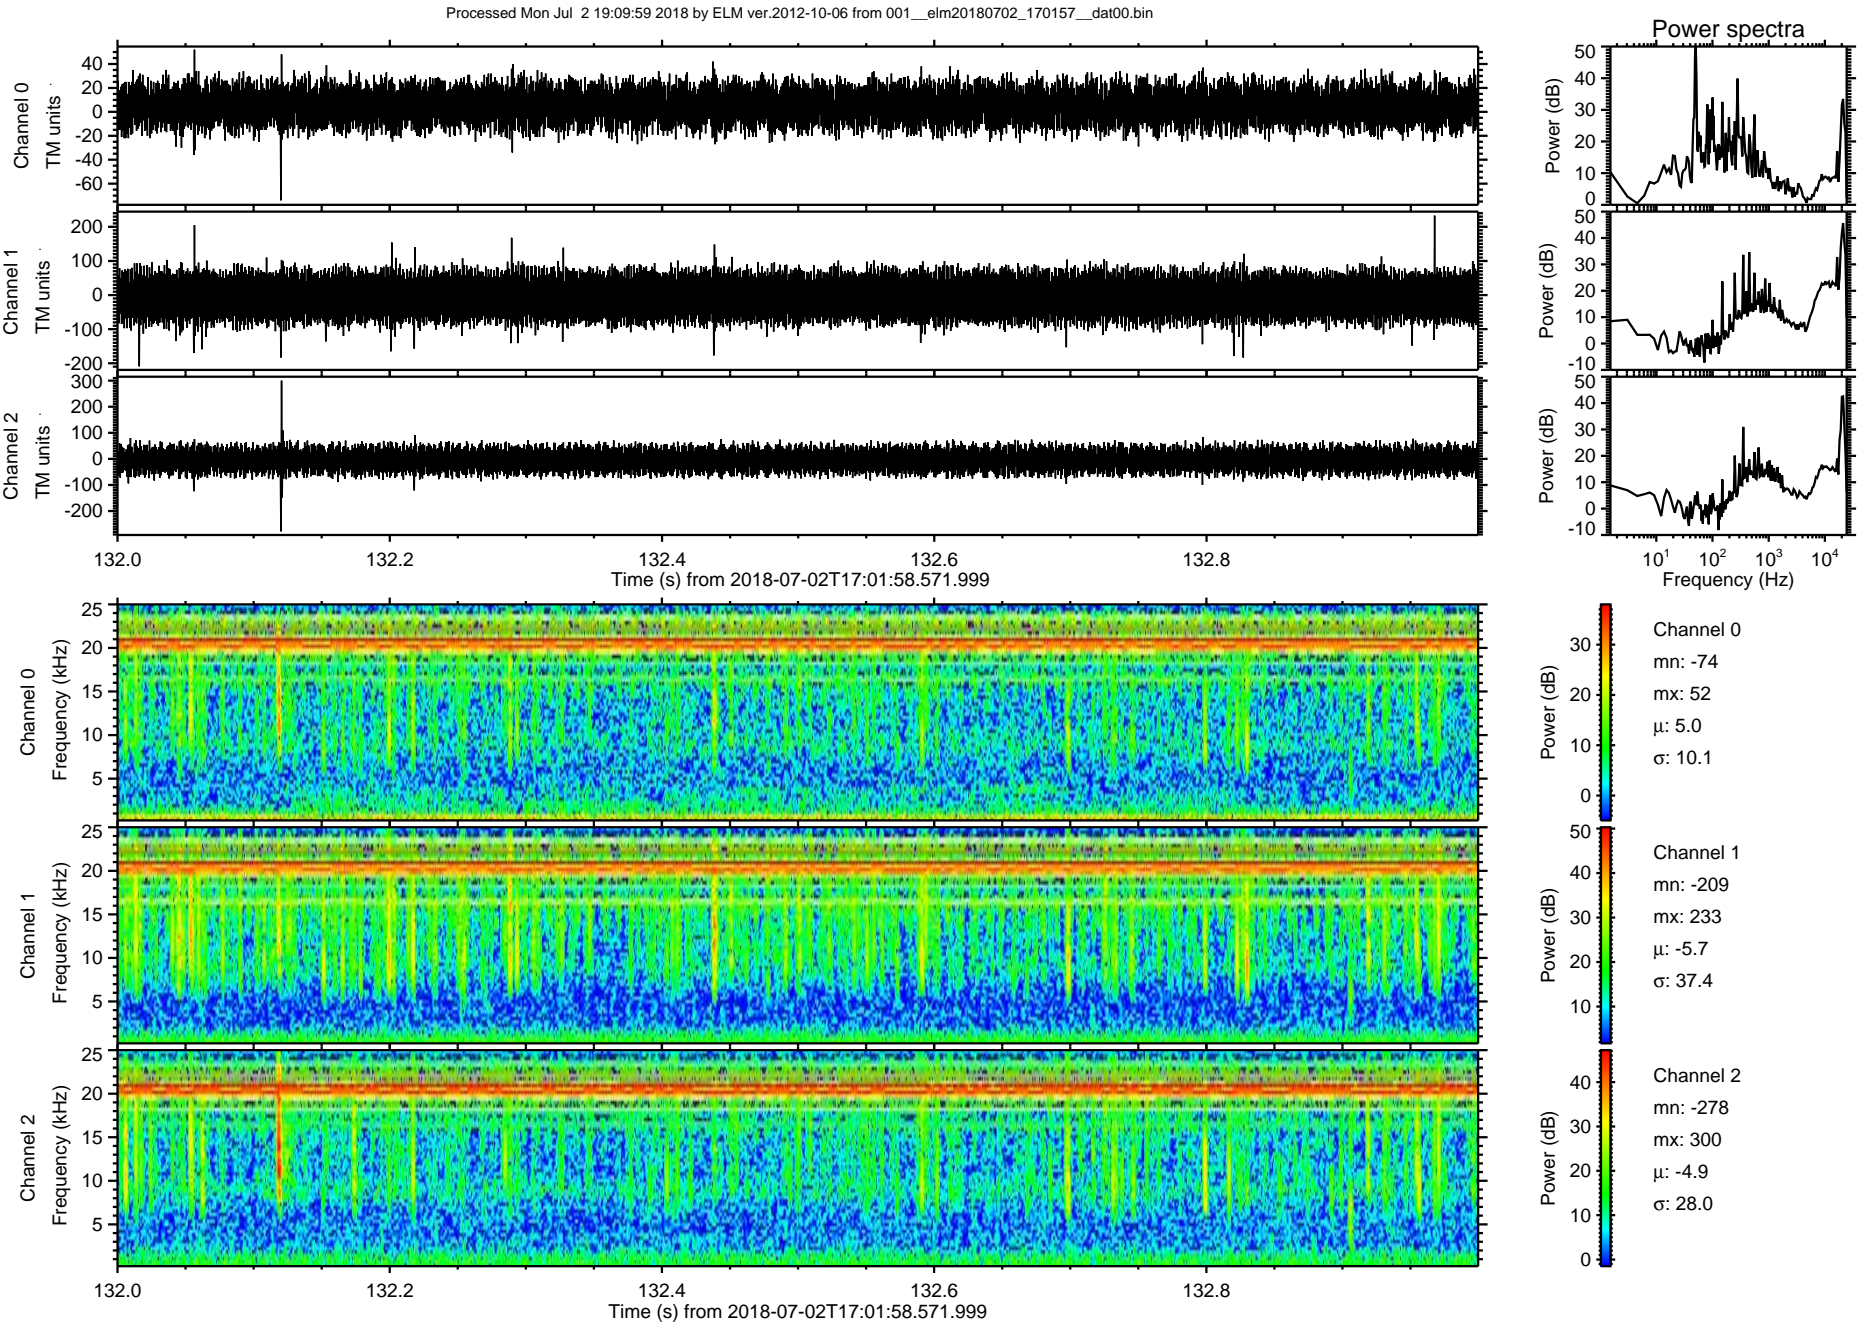 Processed Mon Jul  2 19:09:59 2018 by ELM ver.2012-10-06 from 001__elm20180702_170157__dat00.bin
Power spectra
Channel 0
TM units
40
20
0
-20
-40
-60
Power (dB)
50
40
30
20
10
0
Channel 1
TM units
200
100
0
-100
-200
Power (dB)
50
40
30
20
10
0
-10
Channel 2
TM units
300
200
100
0
-100
-200
Power (dB)
50
40
30
20
10
0
-10
132.0 132.2 132.4 132.6 132.8
Time (s) from 2018-07-02T17:01:58.571.999
10¹ 10² 10³ 10⁴
Frequency (Hz)
Channel 0
Frequency (kHz)
25
20
15
10
5
Power (dB)
30
20
10
0
Channel 0
mn: -74
mx: 52
μ: 5.0
σ: 10.1
Channel 1
Frequency (kHz)
25
20
15
10
5
Power (dB)
50
40
30
20
10
Channel 1
mn: -209
mx: 233
μ: -5.7
σ: 37.4
Channel 2
Frequency (kHz)
25
20
15
10
5
Power (dB)
40
30
20
10
0
Channel 2
mn: -278
mx: 300
μ: -4.9
σ: 28.0
132.0 132.2 132.4 132.6 132.8
Time (s) from 2018-07-02T17:01:58.571.999